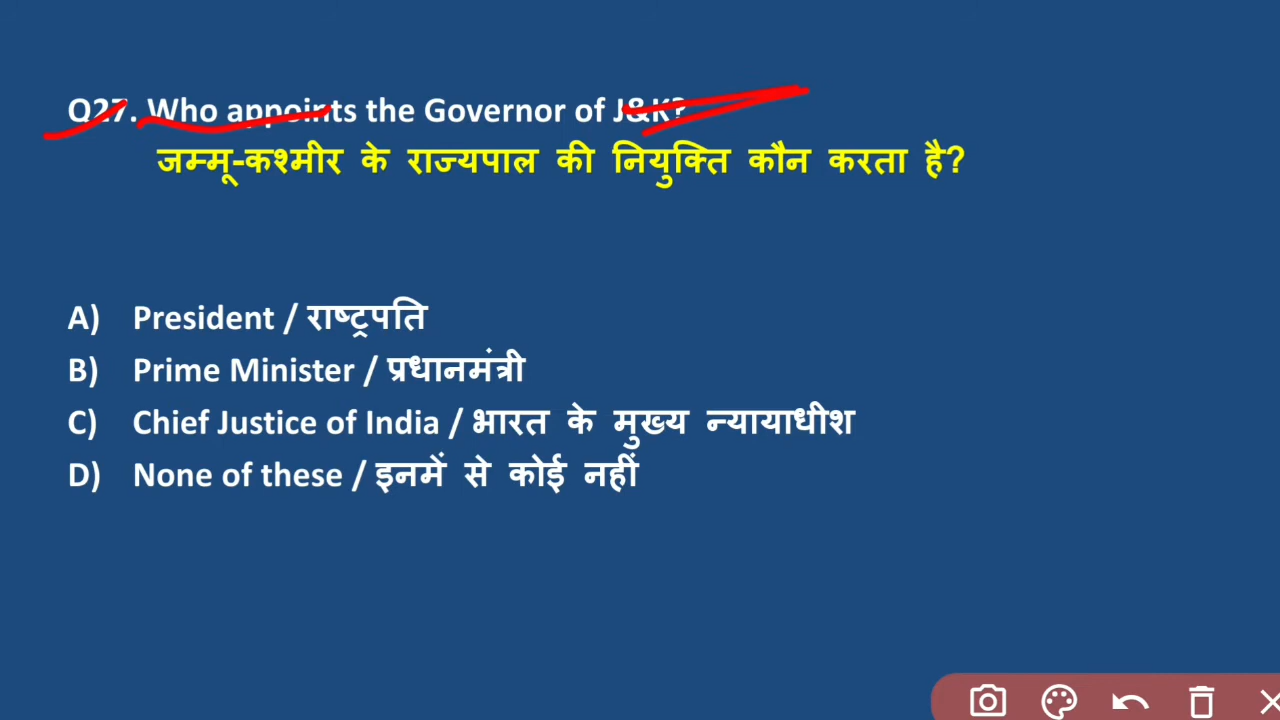 Q27. Who appoints the Governor of J&K?
जम्मू-कश्मीर के राज्यपाल की नियुक्ति कौन करता है?
A) President / राष्ट्रपति
B) Prime Minister / प्रधानमंत्री
C) Chief Justice of India / भारत के मुख्य न्यायाधीश
D) None of these / इनमें से कोई नहीं